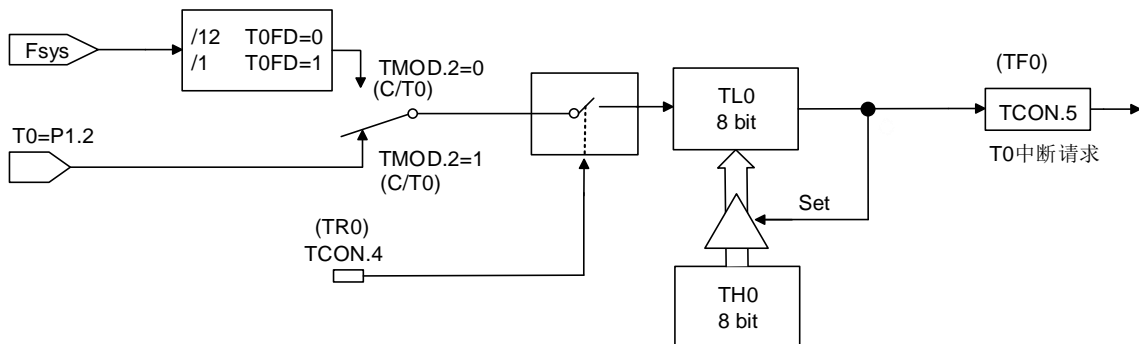 Fsys
/12 T0FD=0
/1 T0FD=1
TMOD.2=0
(C/T0)
T0=P1.2
TMOD.2=1
(C/T0)
(TR0)
TCON.4
TL0
8 bit
Set
TH0
8 bit
(TF0)
TCON.5
T0中断请求